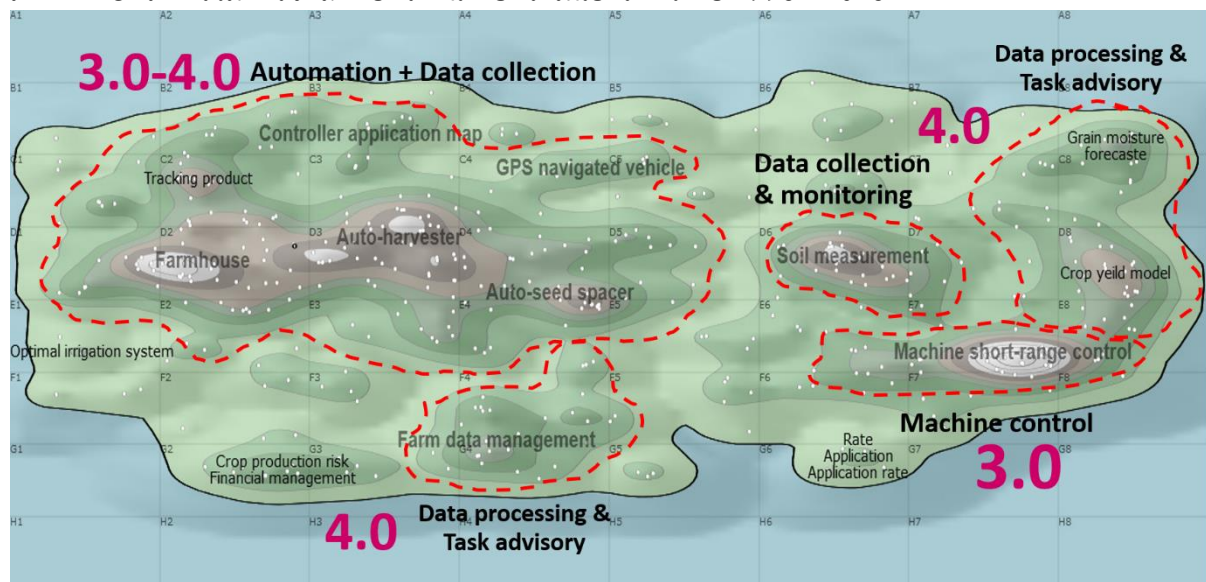 A1 A2 A3 A4 A5 A6 A7 A8
3.0-4.0 Automation + Data collection
Data processing &
Task advisory
B1 B6 B7
4.0
Controller application map
Grain moisture
forecaste
C1 C2 C3 C4 C8
GPS navigated vehicle
Data collection
& monitoring
Tracking product
D1 D2 D3 D5 D6 D7 D8
Auto-harvester
Farmhouse
Soil measurement
Crop yeild model
Auto-seed spacer
E1 E2 E3 E4 E5 E6 E7 E8
Optimal irrigation system
Machine short-range control
F1 F2 F3 F4 F5 F6 F7 F8
Machine control
3.0
Farm data management
Rate
Application
Application rate
G1 G2 G3 G4 G5 G6 G7 G8
Crop production risk
Financial management
4.0
Data processing &
Task advisory
H1 H2 H3 H4 H5 H6 H7 H8